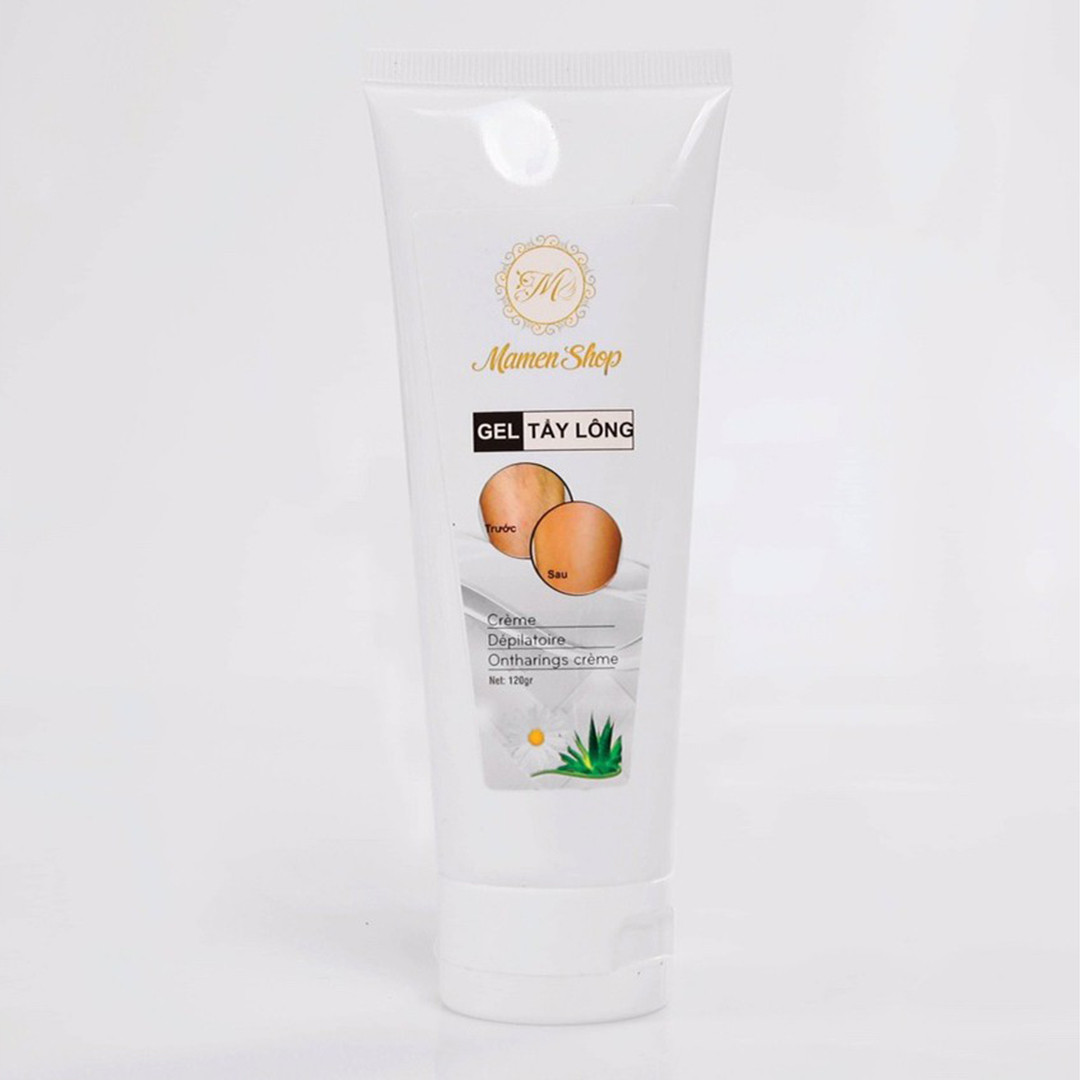 M
Mamen Shop
GEL TẨY LÔNG
Trước
Sau
Crème
Dépilatoire
Ontharings crème
Net: 120gr